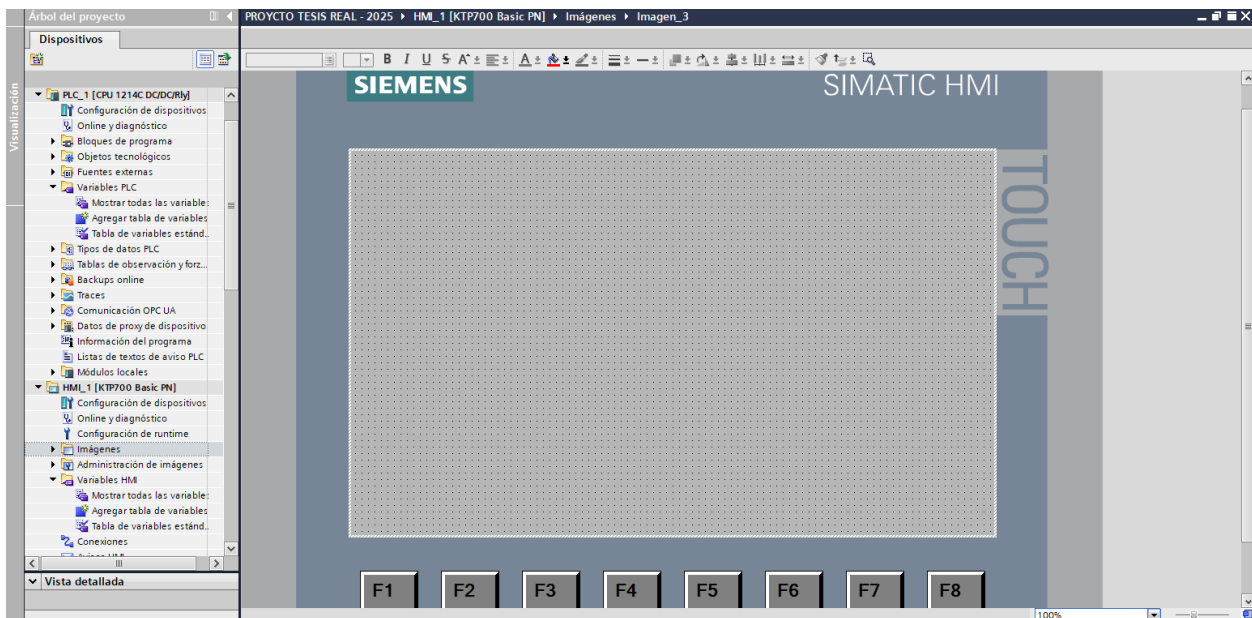 Árbol del proyecto
PROYCTO TESIS REAL - 2025 ▸ HMI_1 [KTP700 Basic PN] ▸ Imágenes ▸ Imagen_3
Dispositivos
Visualización
B I U S A
PLC_1 [CPU 1214C DC/DC/Rly]
Configuración de dispositivos
Online y diagnóstico
Bloques de programa
Objetos tecnológicos
Fuentes externas
Variables PLC
Mostrar todas las variables
Agregar tabla de variables
Tabla de variables estánd..
Tipos de datos PLC
Tablas de observación y forz...
Backups online
Traces
Comunicación OPC UA
Datos de proxy de dispositivo
Información del programa
Listas de textos de aviso PLC
Módulos locales
HMI_1 [KTP700 Basic PN]
Configuración de dispositivos
Online y diagnóstico
Configuración de runtime
Imágenes
Administración de imágenes
Variables HMI
Mostrar todas las variables
Agregar tabla de variables
Tabla de variables estánd..
Conexiones
Vista detallada
SIEMENS
SIMATIC HMI
TOUCH
F1 F2 F3 F4 F5 F6 F7 F8
100%